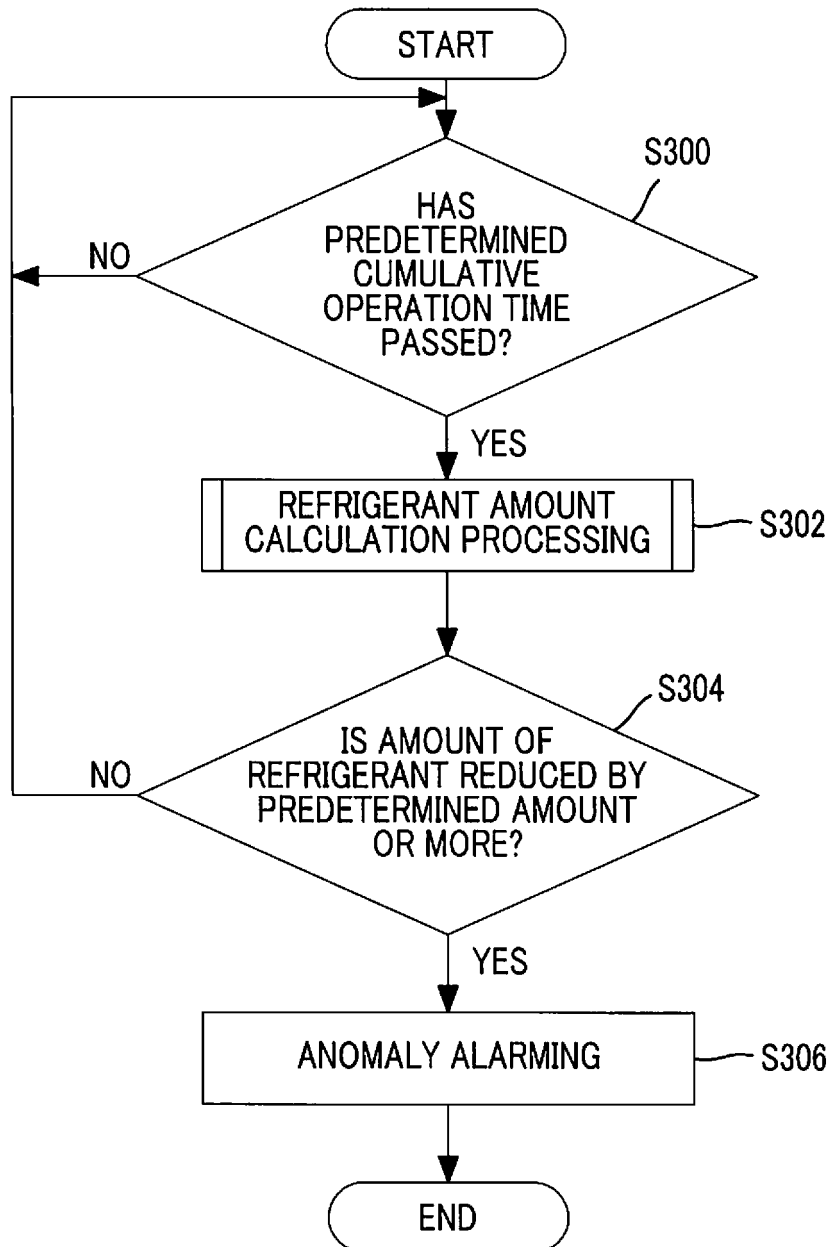 START
S300
HAS
PREDETERMINED
CUMULATIVE
OPERATION TIME
PASSED?
NO
YES
REFRIGERANT AMOUNT
CALCULATION PROCESSING
S302
S304
IS AMOUNT OF
REFRIGERANT REDUCED BY
PREDETERMINED AMOUNT
OR MORE?
NO
YES
ANOMALY ALARMING
S306
END